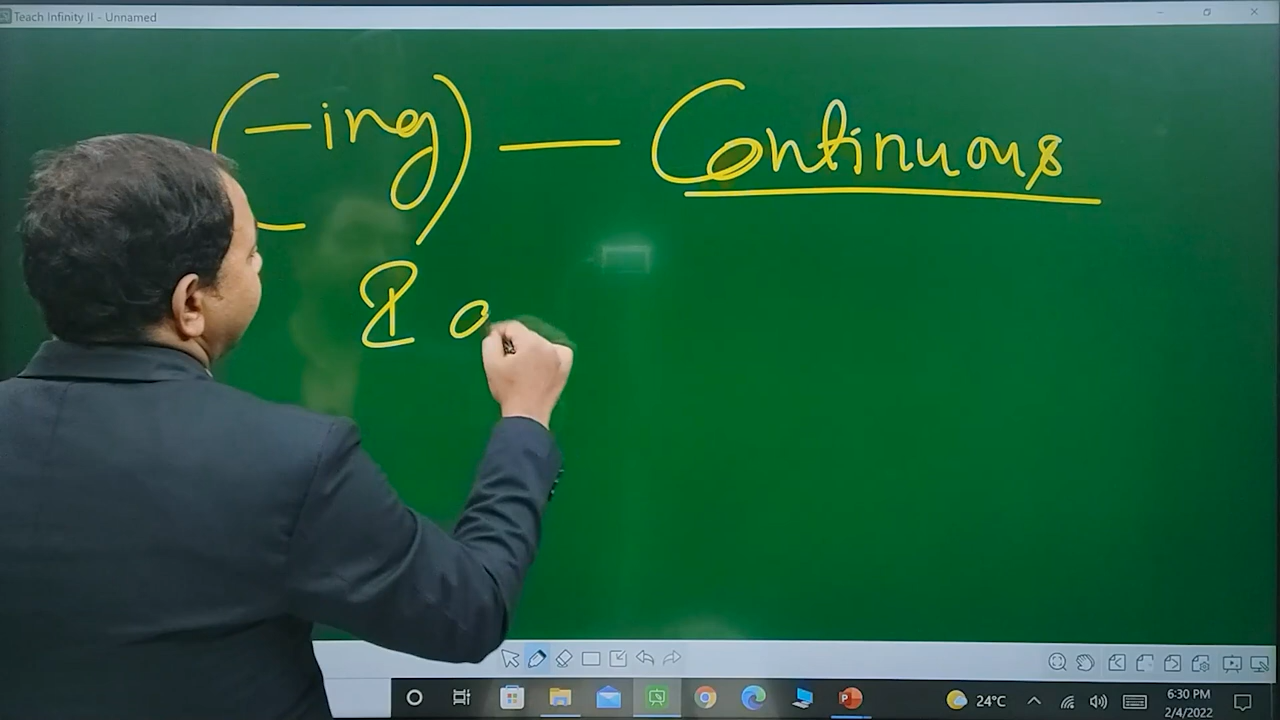 Teach Infinity II - Unnamed
(-ing) — Continuous
I
24°C
6:30 PM
2/4/2022